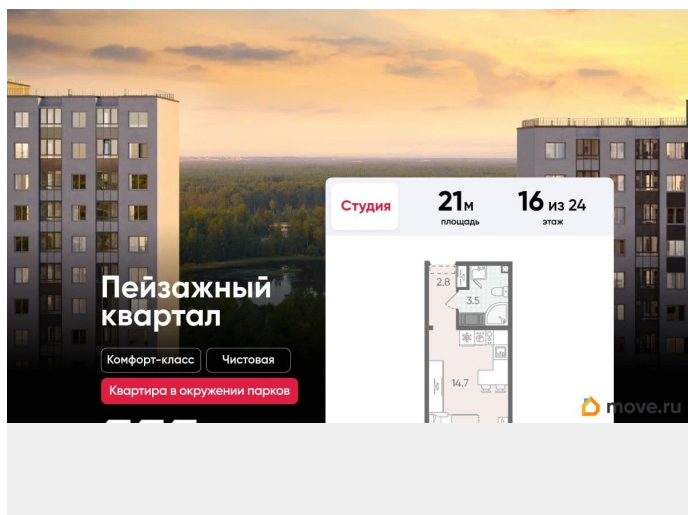 Студия
21м
площадь
16 из 24
этаж
2.8
3.5
14.7
Пейзажный
квартал
Комфорт-класс
Чистовая
Квартира в окружении парков
move.ru